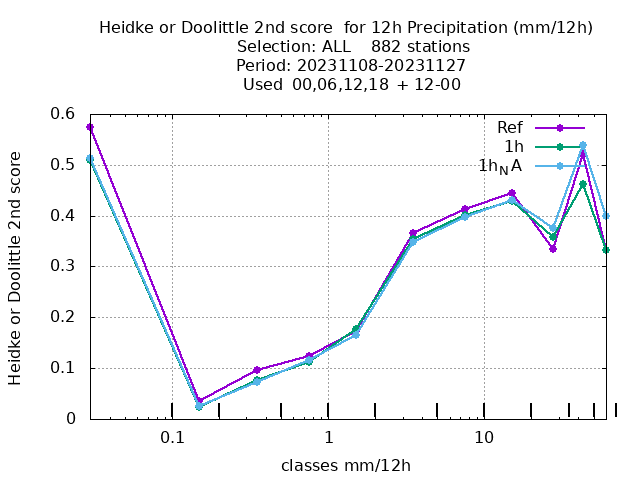 Heidke or Doolittle 2nd score  for 12h Precipitation (mm/12h)
Selection: ALL    882 stations
Period: 20231108-20231127
Used  00,06,12,18  + 12-00
Ref
1h
1h_NA
Heidke or Doolittle 2nd score
0.6
0.5
0.4
0.3
0.2
0.1
0
0.1 1 10
classes mm/12h